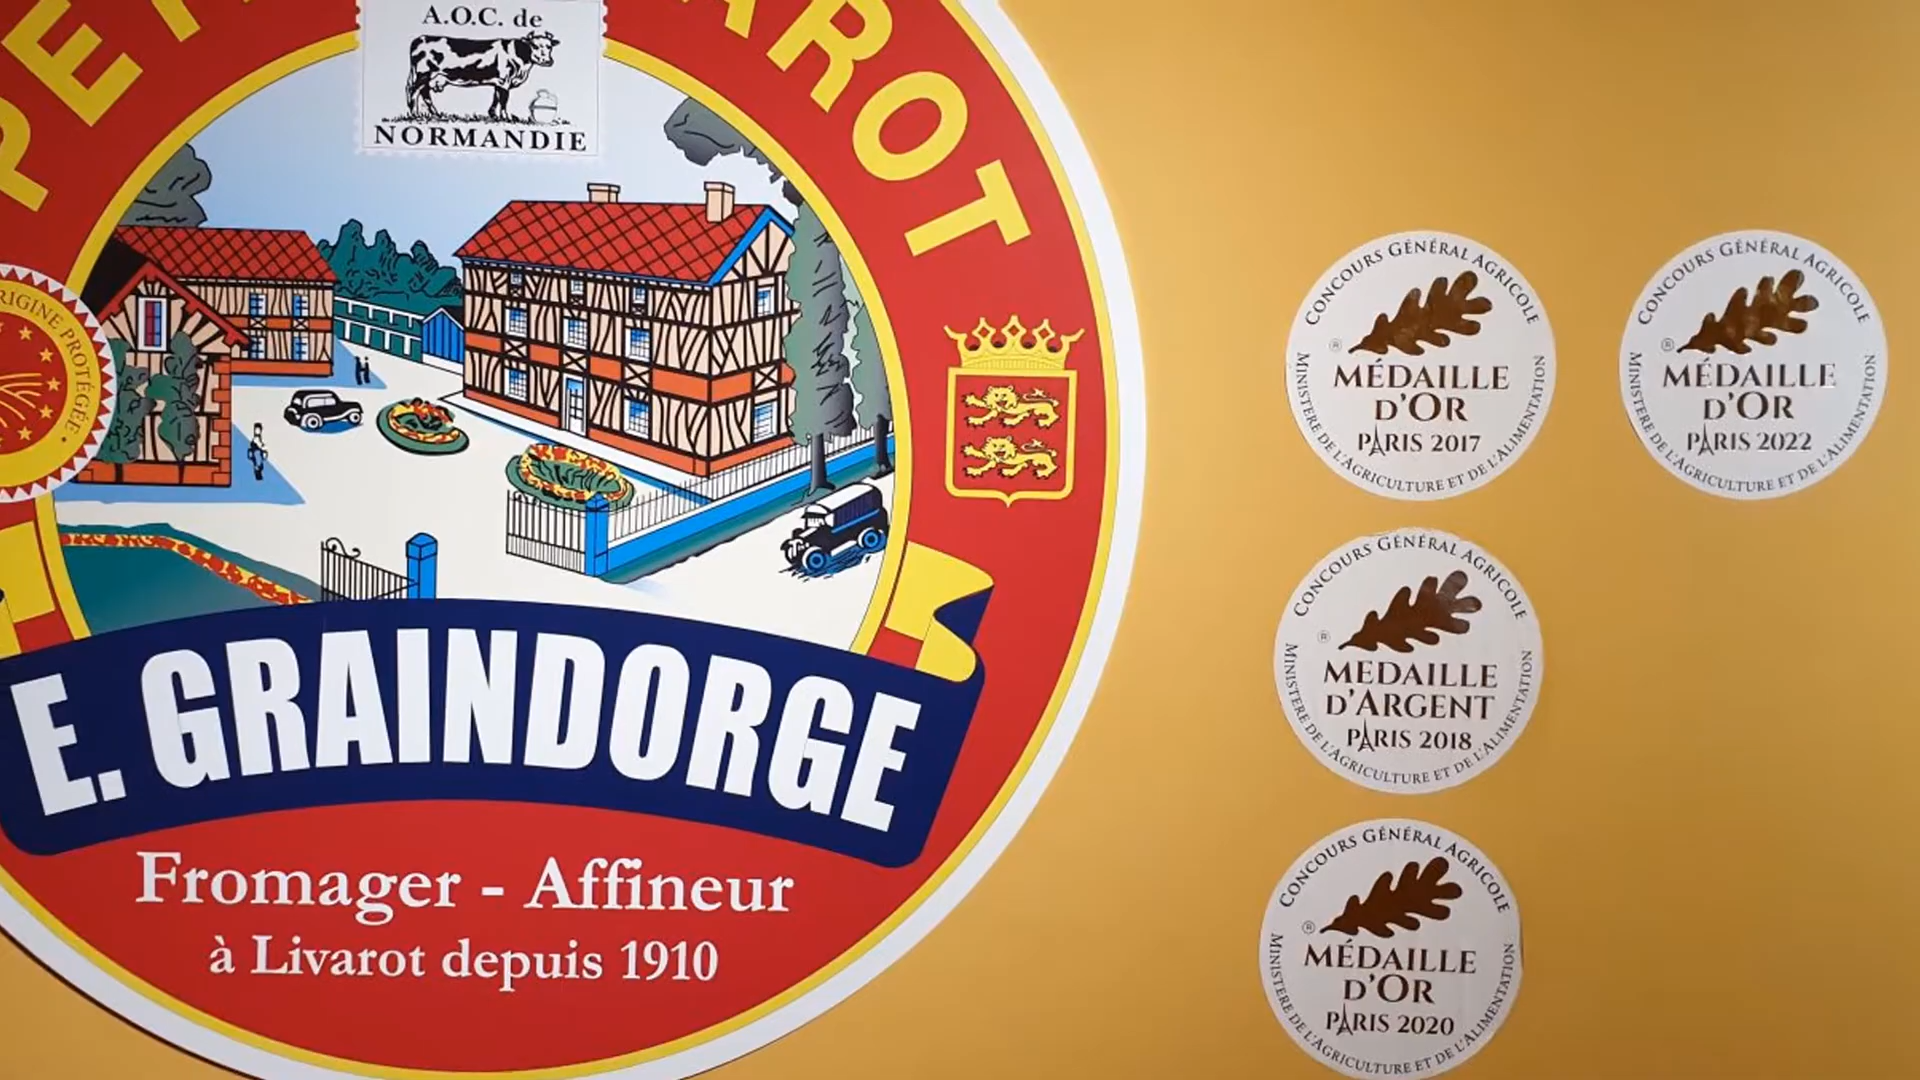 A.O.C. de
NORMANDIE
AROT
ORIGINE PROTÉGÉE
E. GRAINDORGE
Fromager - Affineur
à Livarot depuis 1910
CONCOURS GÉNÉRAL AGRICOLE
®
MÉDAILLE
D'OR
PARIS 2017
MINISTÈRE DE L'AGRICULTURE ET DE L'ALIMENTATION
CONCOURS GÉNÉRAL AGRICOLE
®
MÉDAILLE
D'OR
PARIS 2022
MINISTÈRE DE L'AGRICULTURE ET DE L'ALIMENTATION
CONCOURS GÉNÉRAL AGRICOLE
®
MEDAILLE
D'ARGENT
PARIS 2018
MINISTÈRE DE L'AGRICULTURE ET DE L'ALIMENTATION
CONCOURS GÉNÉRAL AGRICOLE
®
MÉDAILLE
D'OR
PARIS 2020
MINISTÈRE DE L'AGRICULTURE ET DE L'ALIMENTATION